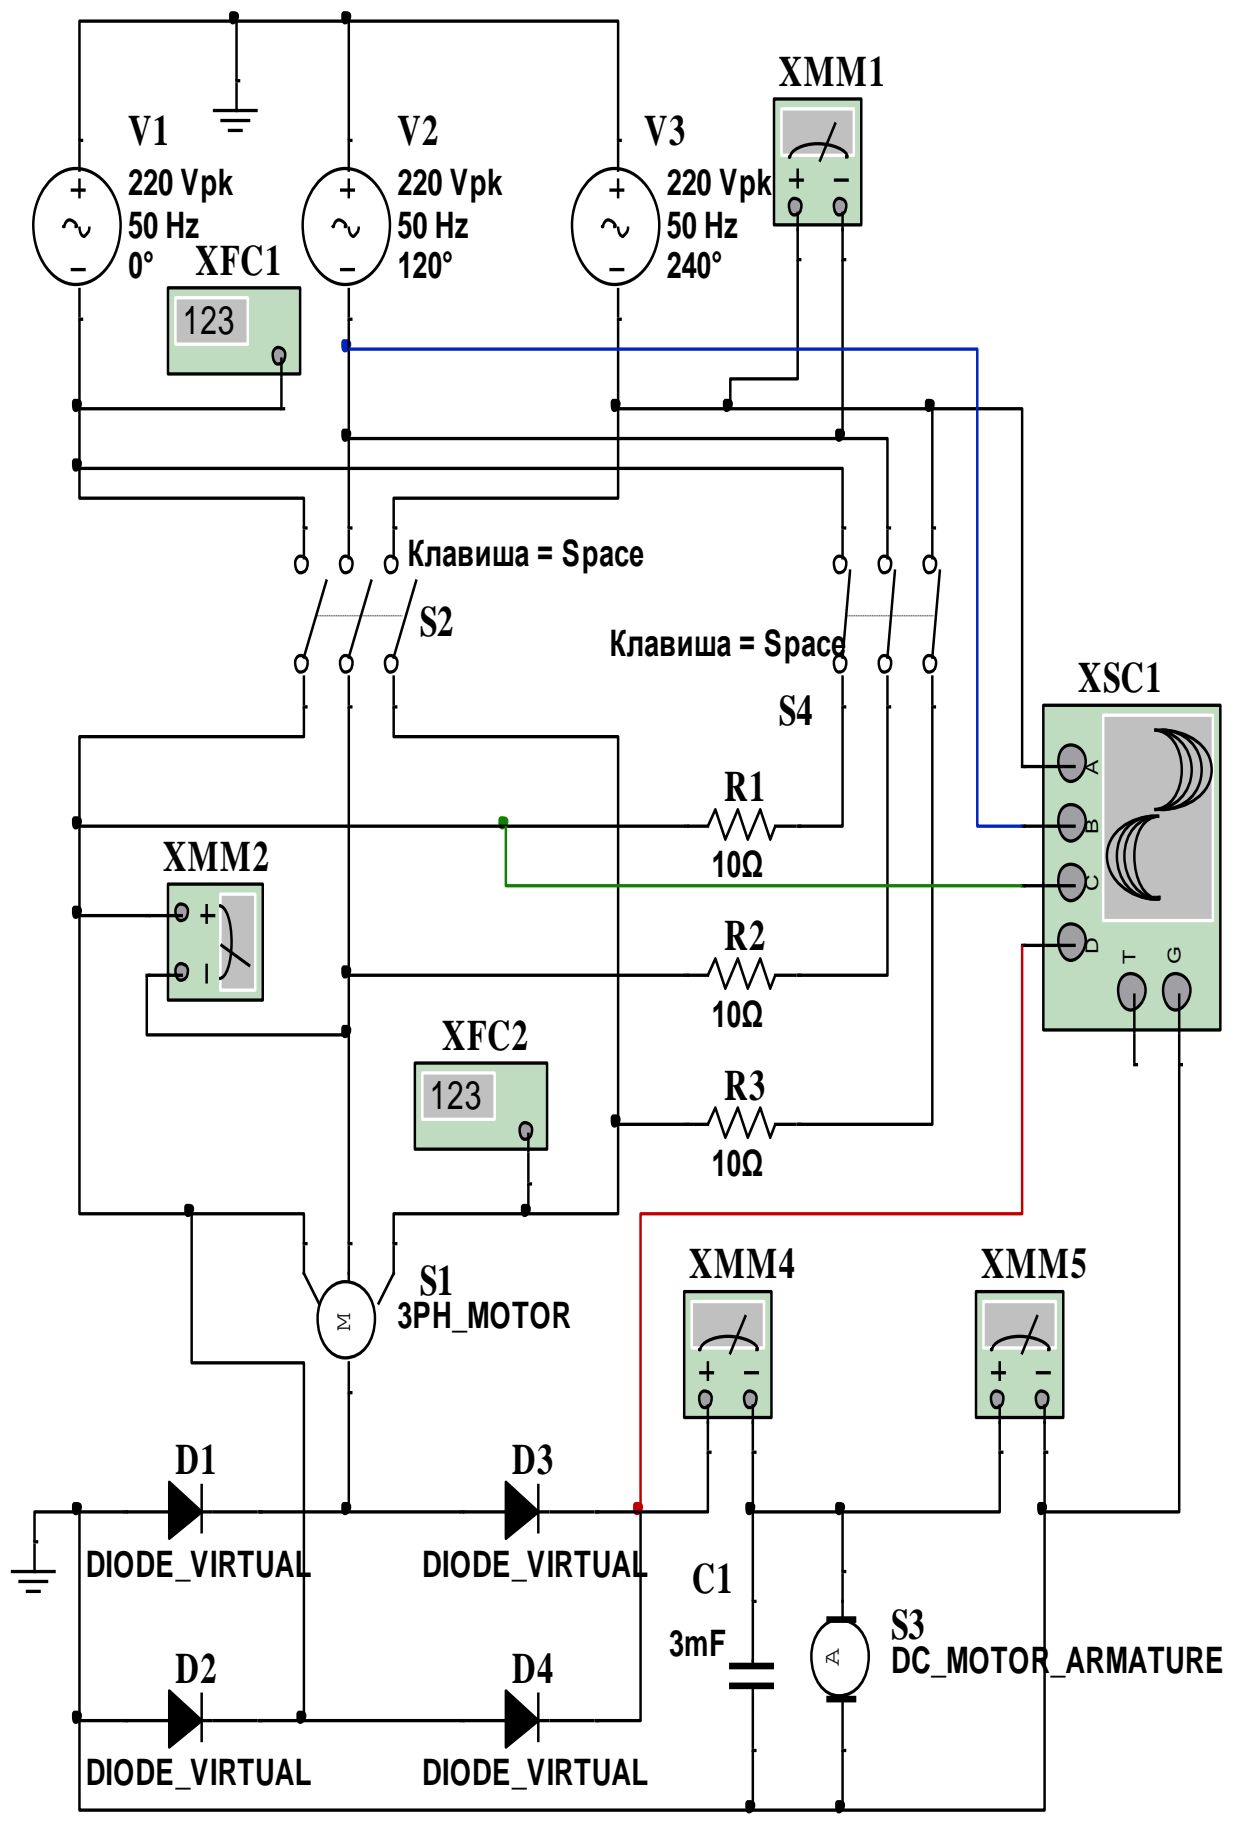 XMM1
V1
V2
V3
220 Vpk
50 Hz
0°
220 Vpk
50 Hz
120°
220 Vpk
50 Hz
240°
+ −
XFC1
123
Клавиша = Space
S2
Клавиша = Space
S4
XSC1
A
B
C
D
T
G
R1
10Ω
XMM2
R2
10Ω
XFC2
123
R3
10Ω
XMM4
+ −
XMM5
+ −
S1
3PH_MOTOR
M
D1
DIODE_VIRTUAL
D3
DIODE_VIRTUAL
C1
3mF
S3
DC_MOTOR_ARMATURE
A
D2
DIODE_VIRTUAL
D4
DIODE_VIRTUAL